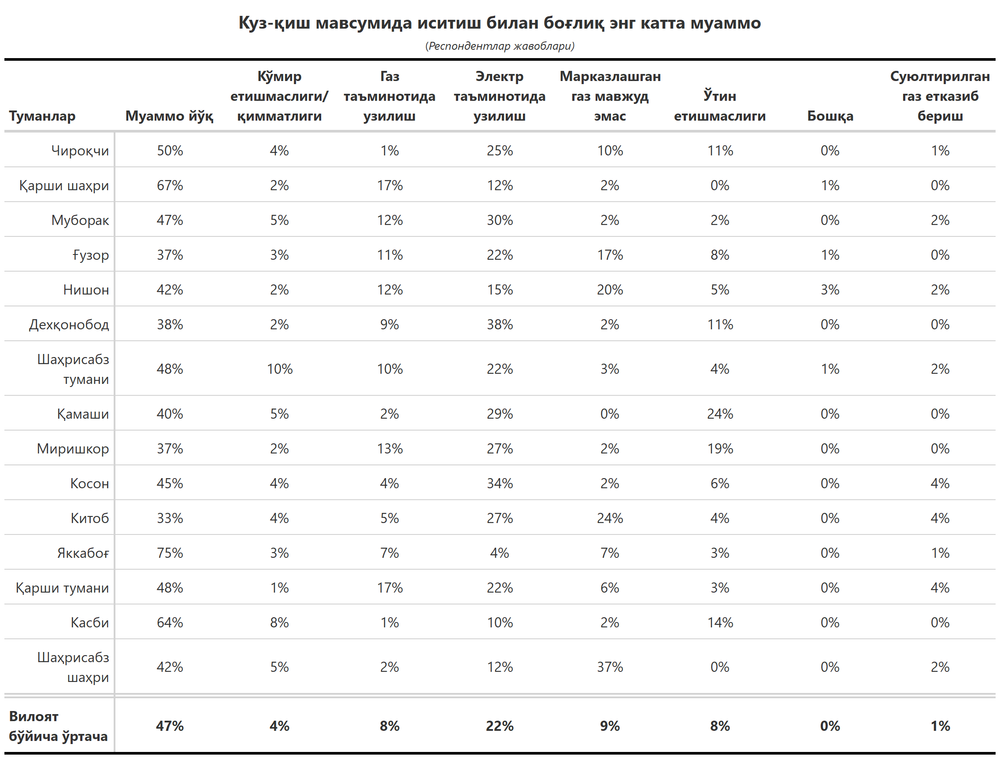 Куз-қиш мавсумида иситиш билан боғлиқ энг катта муаммо
(Респондентлар жавоблари)
Туманлар Муаммо йўқ Кўмир етишмаслиги/ қимматлиги Газ таъминотида узилиш Электр таъминотида узилиш Марказлашган газ мавжуд эмас Ўтин етишмаслиги Бошқа Суюлтирилган газ етказиб бериш
Чироқчи 50% 4% 1% 25% 10% 11% 0% 1%
Қарши шаҳри 67% 2% 17% 12% 2% 0% 1% 0%
Муборак 47% 5% 12% 30% 2% 2% 0% 2%
Ғузор 37% 3% 11% 22% 17% 8% 1% 0%
Нишон 42% 2% 12% 15% 20% 5% 3% 2%
Дехқонобод 38% 2% 9% 38% 2% 11% 0% 0%
Шаҳрисабз тумани 48% 10% 10% 22% 3% 4% 1% 2%
Қамаши 40% 5% 2% 29% 0% 24% 0% 0%
Миришкор 37% 2% 13% 27% 2% 19% 0% 0%
Косон 45% 4% 4% 34% 2% 6% 0% 4%
Китоб 33% 4% 5% 27% 24% 4% 0% 4%
Яккабоғ 75% 3% 7% 4% 7% 3% 0% 1%
Қарши тумани 48% 1% 17% 22% 6% 3% 0% 4%
Касби 64% 8% 1% 10% 2% 14% 0% 0%
Шаҳрисабз шаҳри 42% 5% 2% 12% 37% 0% 0% 2%
Вилоят бўйича ўртача 47% 4% 8% 22% 9% 8% 0% 1%